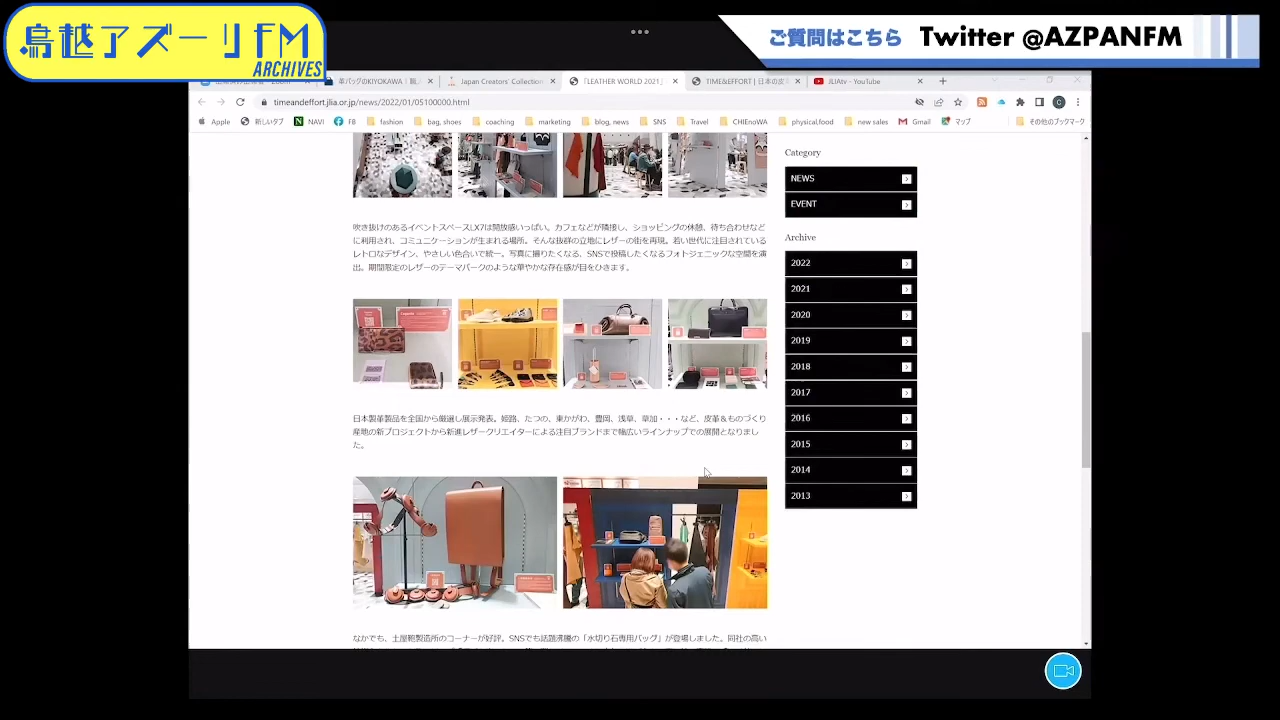 鳥越アズーリFM
ARCHIVES
ご質問はこちら Twitter @AZPANFM
革バッグのKIYOKAWA | 職人
Japan Creators' Collection
「LEATHER WORLD 2021」
TIME&EFFORT | 日本の皮革
JLIAtv - YouTube
timeandeffort.jlia.or.jp/news/2022/01/05100000.html
Apple 新しいタブ NAVI FB fashion bag, shoes coaching marketing blog, news SNS Travel CHIEnoWA physical,food new sales Gmail マップ その他のブックマーク
Category
NEWS
EVENT
Archive
2022
2021
2020
2019
2018
2017
2016
2015
2014
2013
吹き抜けのあるイベントスペースLX7は開放感いっぱい。カフェなどが隣接し、ショッピングの休憩、待ち合わせなど
に利用され、コミュニケーションが生まれる場所。そんな抜群の立地にレザーの街を再現。若い世代に注目されている
レトロなデザイン、やさしい色合いで統一。写真に撮りたくなる、SNSで投稿したくなるフォトジェニックな空間を演
出。期間限定のレザーのテーマパークのような華やかな存在感が目をひきます。
日本製革製品を全国から厳選し展示発表。姫路、たつの、東かがわ、豊岡、浅草、草加・・・など、皮革&ものづくり
産地の新プロジェクトから新進レザークリエイターによる注目ブランドまで幅広いラインナップでの展開となりまし
た。
なかでも、土屋鞄製造所のコーナーが好評。SNSでも話題沸騰の「水切り石専用バッグ」が登場しました。同社の高い